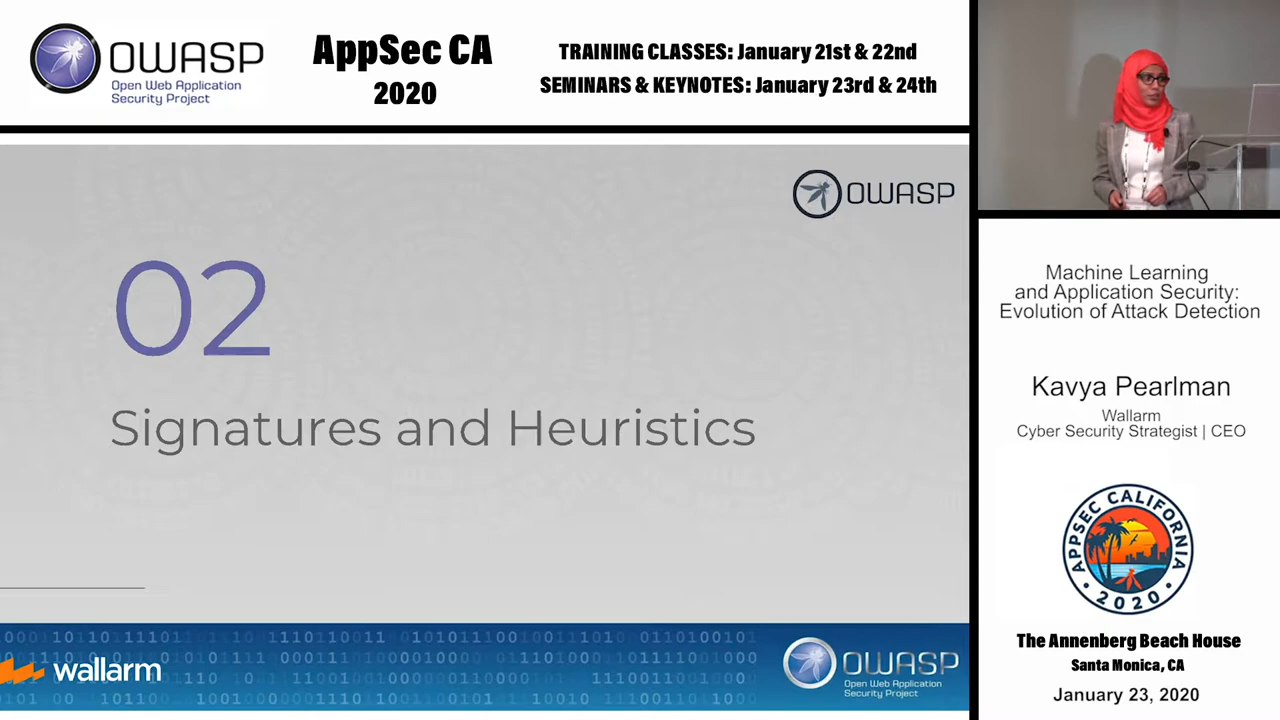 OWASP
Open Web Application
Security Project
AppSec CA
2020
TRAINING CLASSES: January 21st & 22nd
SEMINARS & KEYNOTES: January 23rd & 24th
OWASP
02
Signatures and Heuristics
wallarm
OWASP
Open Web Application
Security Project
Machine Learning
and Application Security:
Evolution of Attack Detection
Kavya Pearlman
Wallarm
Cyber Security Strategist | CEO
APPSEC CALIFORNIA
• 2020 •
The Annenberg Beach House
Santa Monica, CA
January 23, 2020